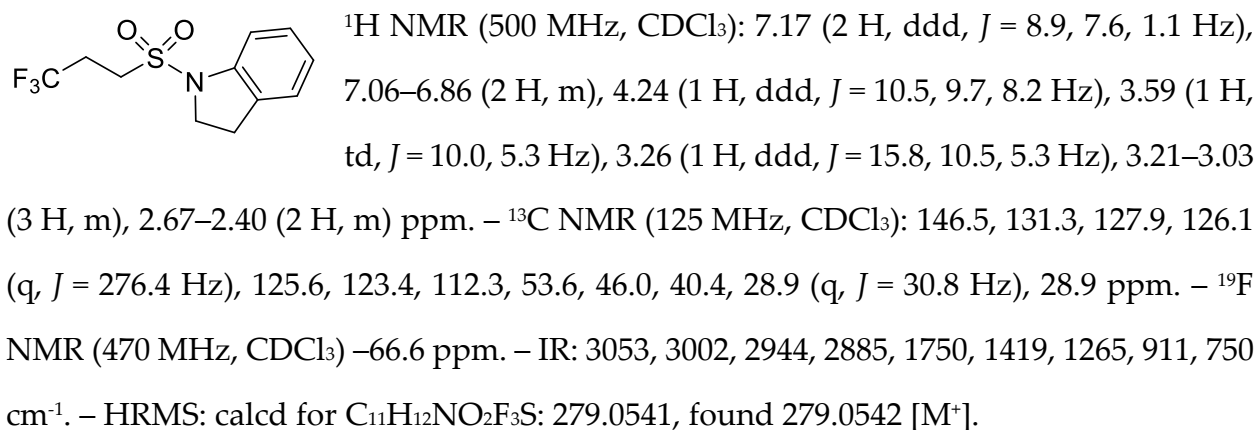 O O
S
F₃C
N
¹H NMR (500 MHz, CDCl₃): 7.17 (2 H, ddd, J = 8.9, 7.6, 1.1 Hz),
7.06–6.86 (2 H, m), 4.24 (1 H, ddd, J = 10.5, 9.7, 8.2 Hz), 3.59 (1 H,
td, J = 10.0, 5.3 Hz), 3.26 (1 H, ddd, J = 15.8, 10.5, 5.3 Hz), 3.21–3.03
(3 H, m), 2.67–2.40 (2 H, m) ppm. – ¹³C NMR (125 MHz, CDCl₃): 146.5, 131.3, 127.9, 126.1
(q, J = 276.4 Hz), 125.6, 123.4, 112.3, 53.6, 46.0, 40.4, 28.9 (q, J = 30.8 Hz), 28.9 ppm. – ¹⁹F
NMR (470 MHz, CDCl₃) –66.6 ppm. – IR: 3053, 3002, 2944, 2885, 1750, 1419, 1265, 911, 750
cm⁻¹. – HRMS: calcd for C₁₁H₁₂NO₂F₃S: 279.0541, found 279.0542 [M⁺].